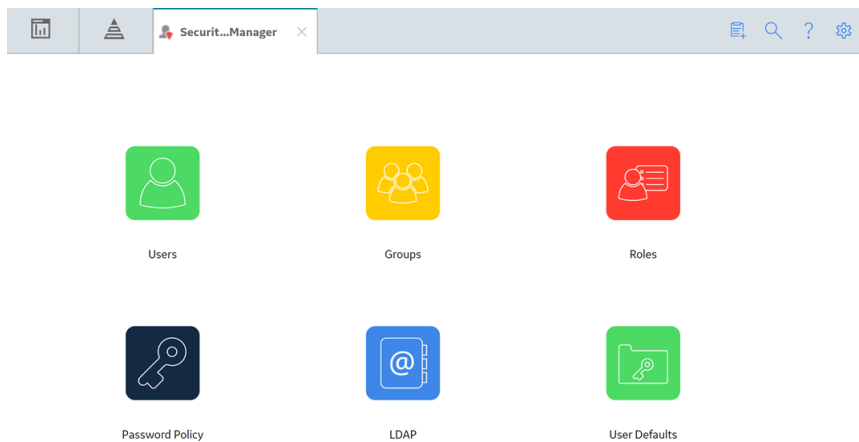 Securit...Manager
Users
Groups
Roles
@
Password Policy
LDAP
User Defaults